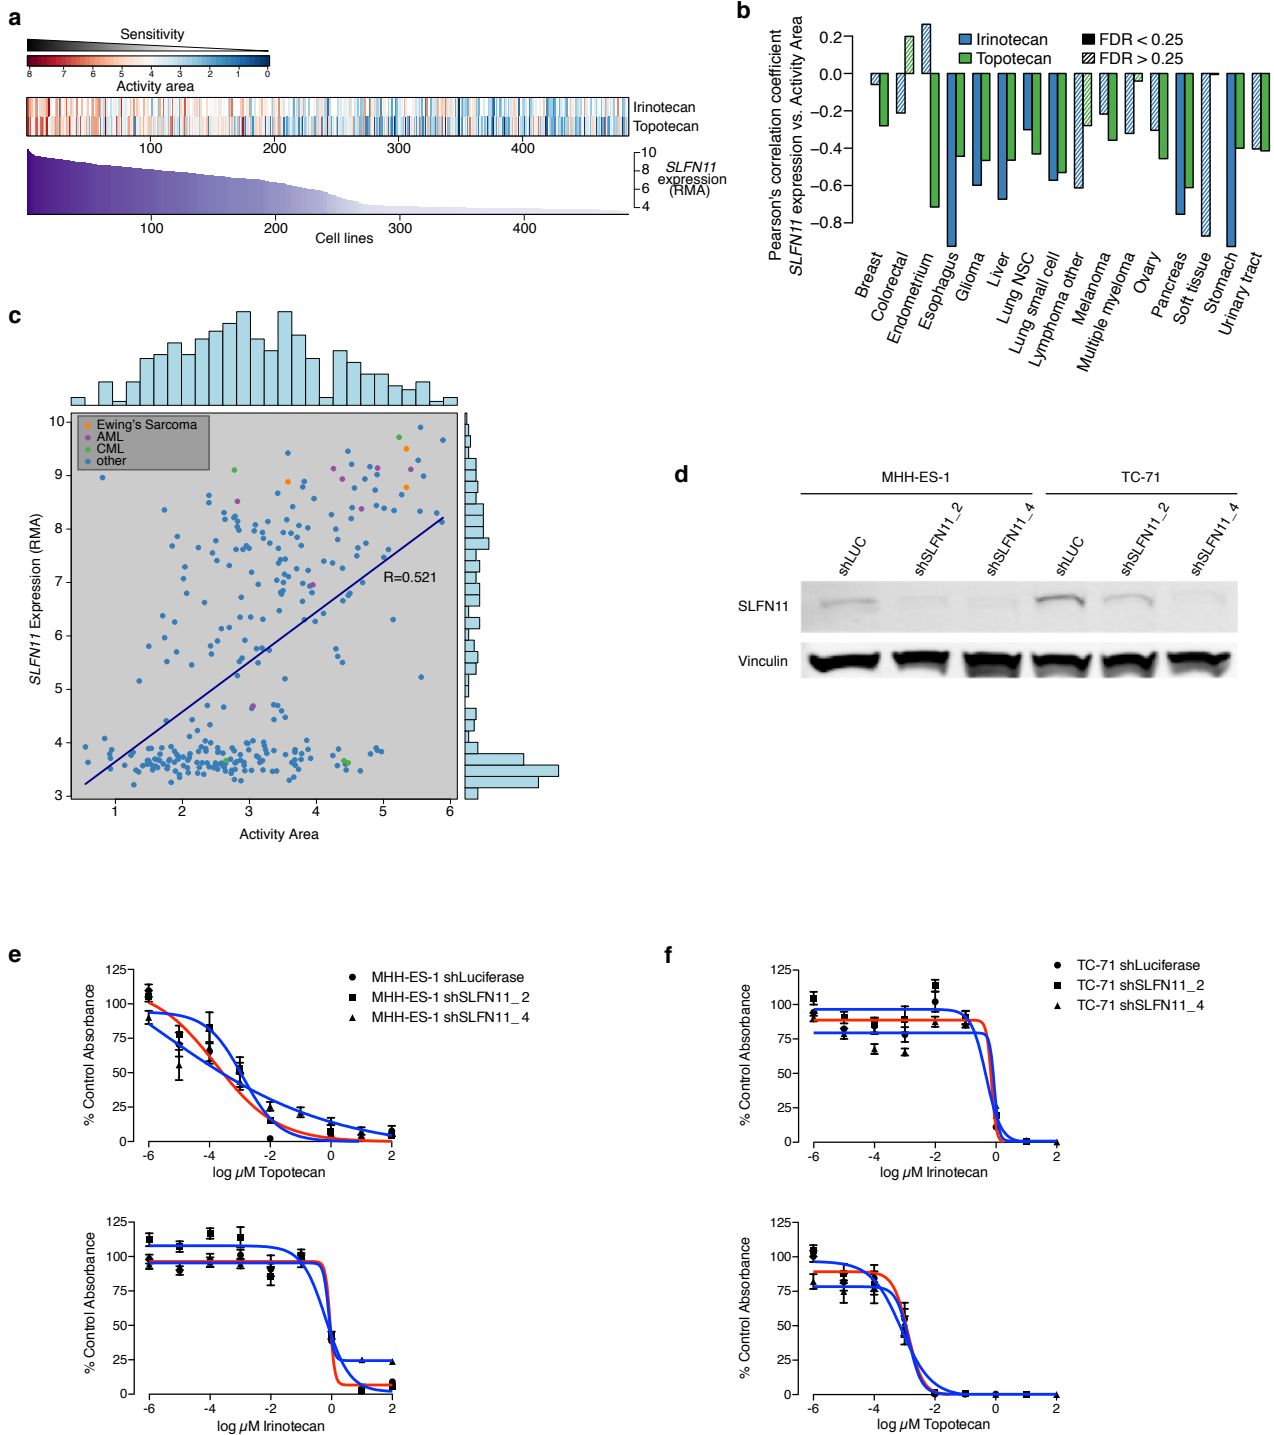 a
Sensitivity
8 7 6 5 4 3 2 1 0
Activity area
Irinotecan
Topotecan
100 200 300 400
10
8
6
4
SLFN11
expression
(RMA)
100 200 300 400
Cell lines
b
Pearson's correlation coefficient
SLFN11 expression vs. Activity Area
0.2
0.0
−0.2
−0.4
−0.6
−0.8
Irinotecan
Topotecan
FDR < 0.25
FDR > 0.25
Breast
Colorectal
Endometrium
Esophagus
Glioma
Liver
Lung NSC
Lung small cell
Lymphoma other
Melanoma
Multiple myeloma
Ovary
Pancreas
Soft tissue
Stomach
Urinary tract
c
Ewing's Sarcoma
AML
CML
other
SLFN11 Expression (RMA)
10
9
8
7
6
5
4
3
R=0.521
1 2 3 4 5 6
Activity Area
d
MHH-ES-1 TC-71
shLUC shSLFN11_2 shSLFN11_4 shLUC shSLFN11_2 shSLFN11_4
SLFN11
Vinculin
e
MHH-ES-1 shLuciferase
MHH-ES-1 shSLFN11_2
MHH-ES-1 shSLFN11_4
% Control Absorbance
125
100
75
50
25
0
-6 -4 -2 0 2
log µM Topotecan
% Control Absorbance
125
100
75
50
25
0
-6 -4 -2 0 2
log µM Irinotecan
f
TC-71 shLuciferase
TC-71 shSLFN11_2
TC-71 shSLFN11_4
% Control Absorbance
125
100
75
50
25
0
-6 -4 -2 0 2
log µM Irinotecan
% Control Absorbance
125
100
75
50
25
0
-6 -4 -2 0 2
log µM Topotecan